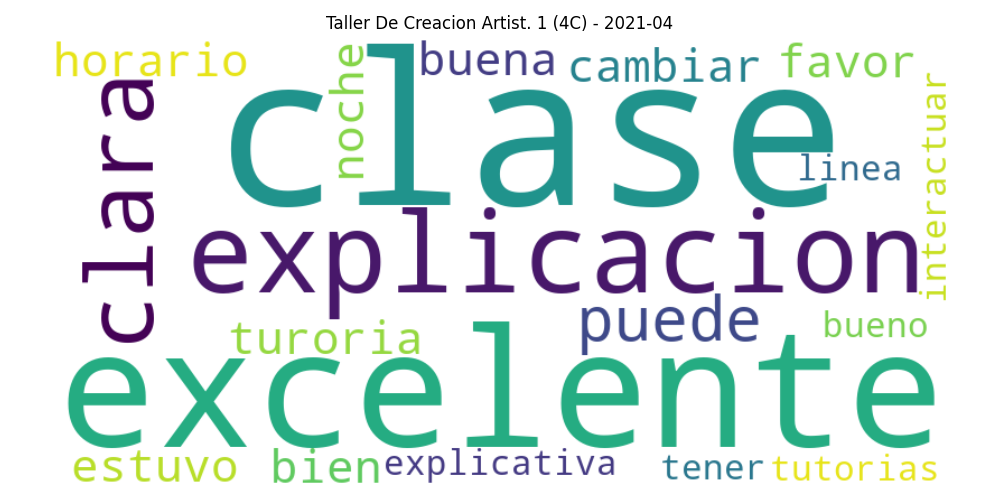 Taller De Creacion Artist. 1 (4C) - 2021-04
horario
noche
buena
cambiar
favor
clara
clase
linea
interactuar
explicacion
puede
bueno
turoria
excelente
estuvo
bien
explicativa
tener
tutorias